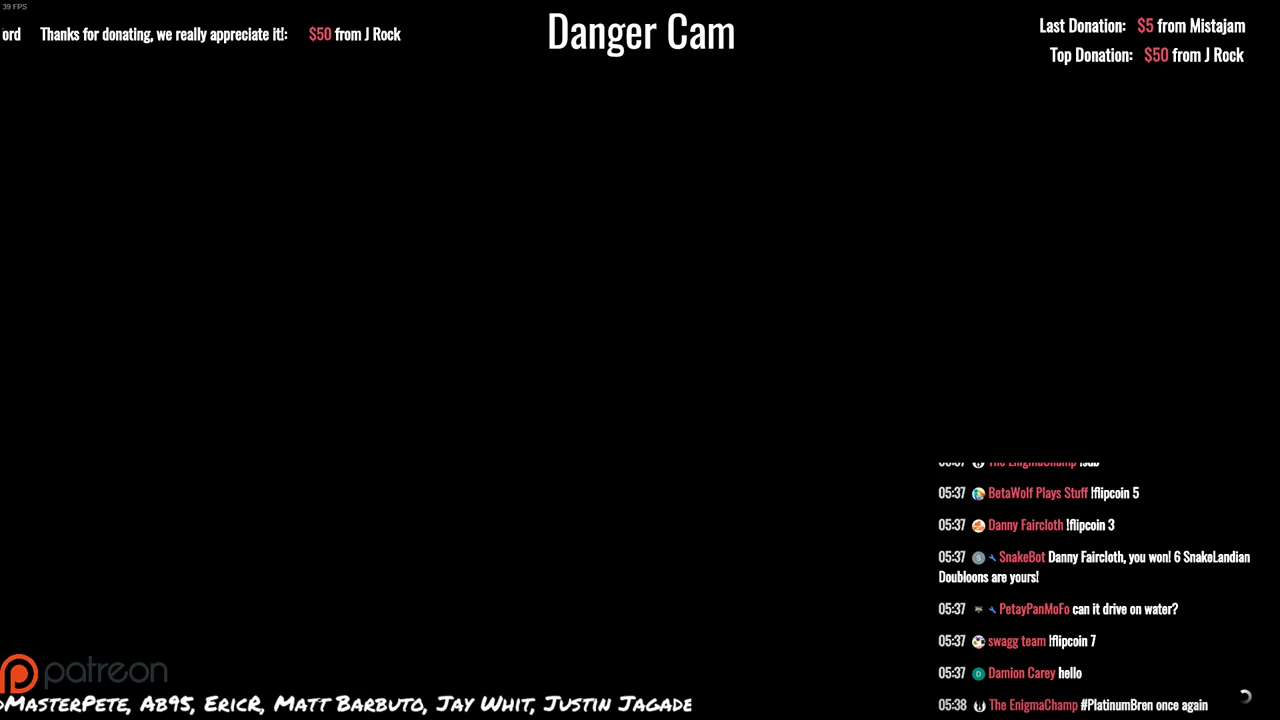 39 FPS
ord Thanks for donating, we really appreciate it!: $50 from J Rock
Danger Cam
Last Donation: $5 from Mistajam
Top Donation: $50 from J Rock
The EnigmaChamp !sub
05:37 BetaWolf Plays Stuff !flipcoin 5
05:37 Danny Faircloth !flipcoin 3
05:37 S SnakeBot Danny Faircloth, you won! 6 SnakeLandian
Doubloons are yours!
05:37 PetayPanMoFo can it drive on water?
05:37 swagg team !flipcoin 7
05:37 D Damion Carey hello
05:38 The EnigmaChamp #PlatinumBren once again
patreon
MasterPete, Ab95, EricR, Matt Barbuto, Jay Whit, Justin Jagade